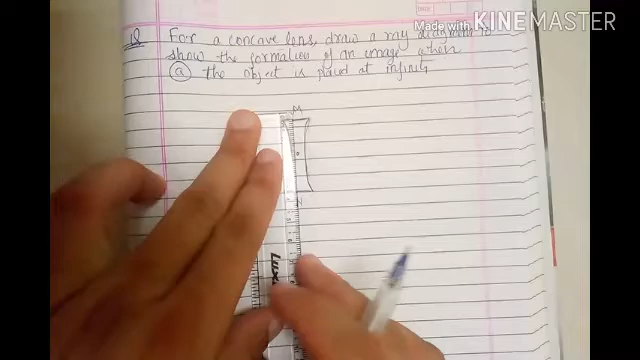 Made with KINEMASTER
Q For a concave lens, draw a ray diagram to
show the formation of an image when
(a) the object is placed at infinity
M
N
LUX